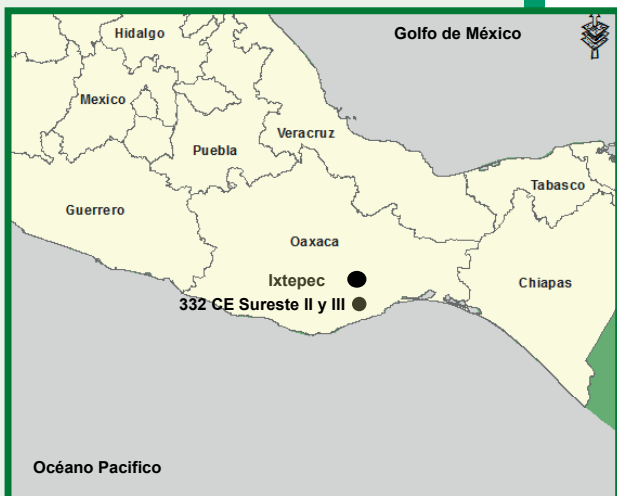 Hidalgo
Golfo de México
Mexico
Veracruz
Puebla
Tabasco
Guerrero
Oaxaca
Ixtepec
Chiapas
332 CE Sureste II y III
Océano Pacifico